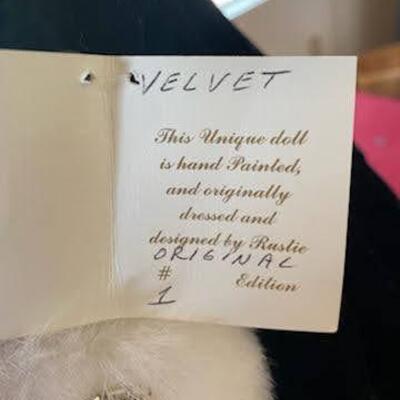 VELVET
This Unique doll
is hand Painted,
and originally
dressed and
designed by Rustie
ORIGINAL
# Edition
1